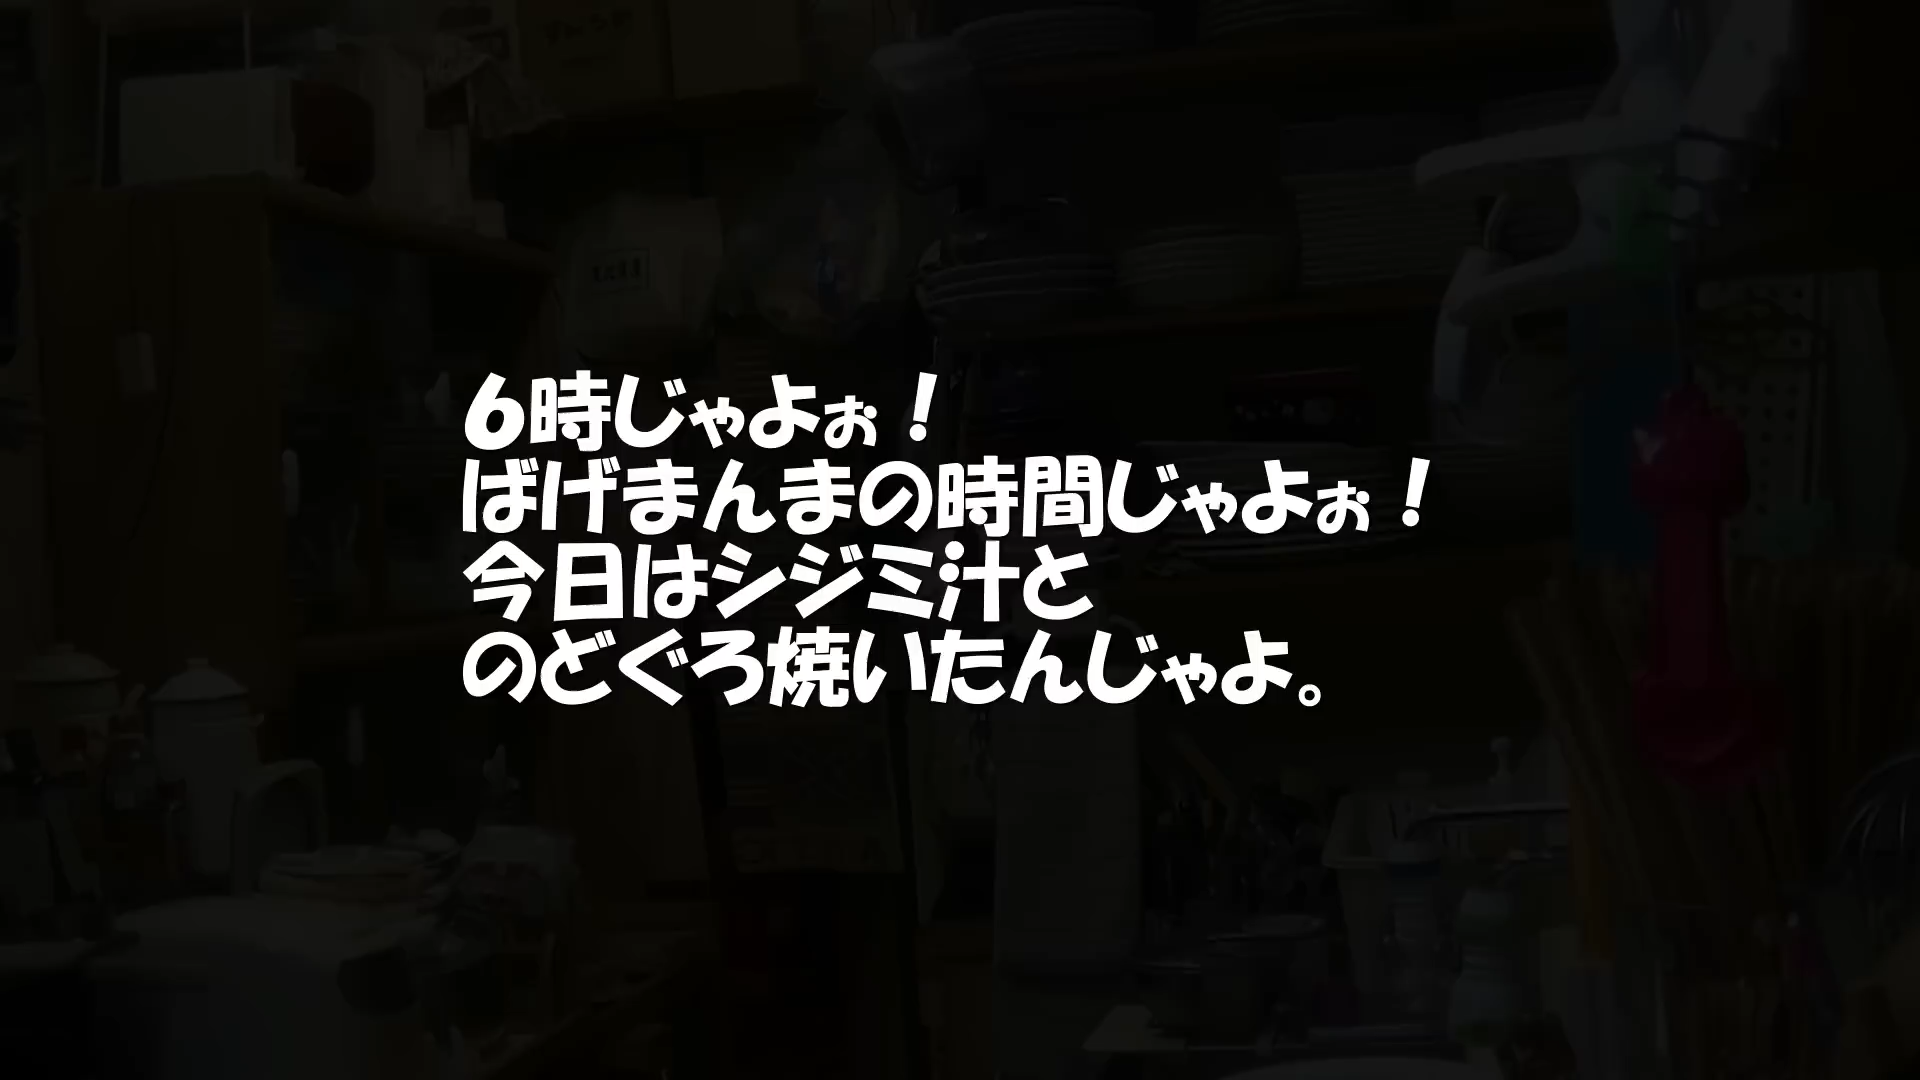 6時じゃよぉ！
ばげまんまの時間じゃよぉ！
今日はシジミ汁と
のどぐろ焼いたんじゃよ。